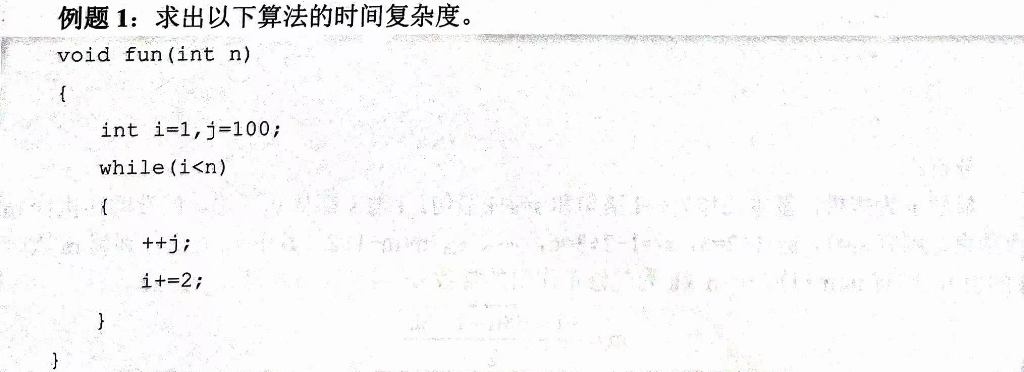 例题 1：求出以下算法的时间复杂度。
void fun(int n)
{
int i=1,j=100;
while(i<n)
{
++j;
i+=2;
}
}